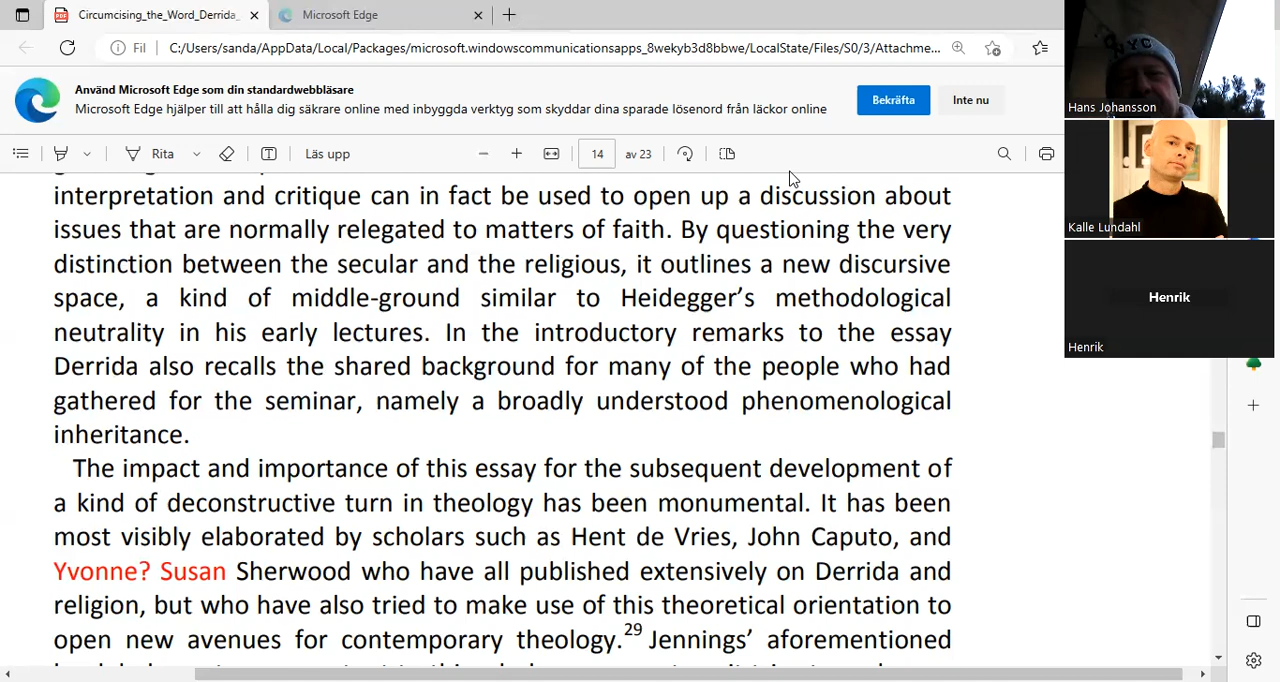 Circumcising_the_Word_Derrida_
Microsoft Edge
Fil
C:/Users/sanda/AppData/Local/Packages/microsoft.windowscommunicationsapps_8wekyb3d8bbwe/LocalState/Files/S0/3/Attachme...
Använd Microsoft Edge som din standardwebbläsare
Microsoft Edge hjälper till att hålla dig säkrare online med inbyggda verktyg som skyddar dina sparade lösenord från läckor online
Bekräfta
Inte nu
Rita
Läs upp
14
av 23
interpretation and critique can in fact be used to open up a discussion about
issues that are normally relegated to matters of faith. By questioning the very
distinction between the secular and the religious, it outlines a new discursive
space, a kind of middle-ground similar to Heidegger’s methodological
neutrality in his early lectures. In the introductory remarks to the essay
Derrida also recalls the shared background for many of the people who had
gathered for the seminar, namely a broadly understood phenomenological
inheritance.
The impact and importance of this essay for the subsequent development of
a kind of deconstructive turn in theology has been monumental. It has been
most visibly elaborated by scholars such as Hent de Vries, John Caputo, and
Yvonne? Susan Sherwood who have all published extensively on Derrida and
religion, but who have also tried to make use of this theoretical orientation to
open new avenues for contemporary theology.29 Jennings’ aforementioned
NYC
Hans Johansson
Kalle Lundahl
Henrik
Henrik